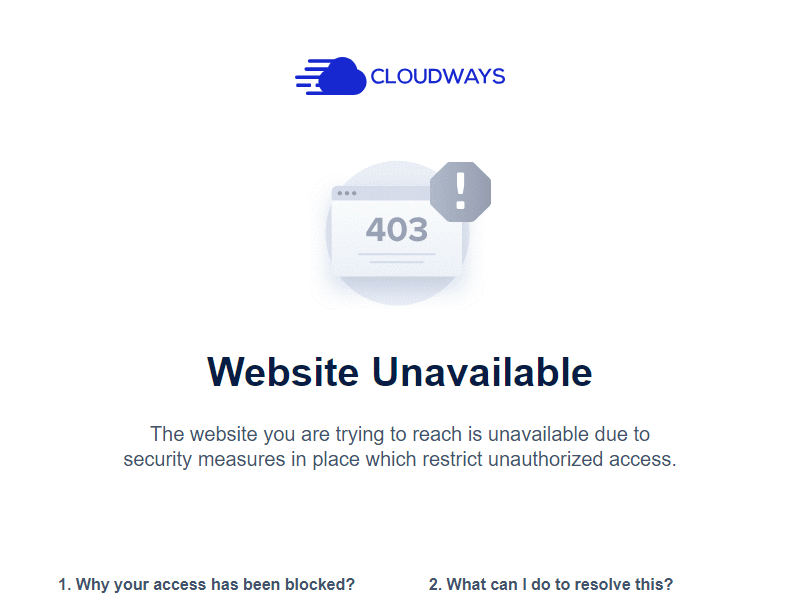 CLOUDWAYS
!
403
Website Unavailable
The website you are trying to reach is unavailable due to
security measures in place which restrict unauthorized access.
1. Why your access has been blocked?
2. What can I do to resolve this?